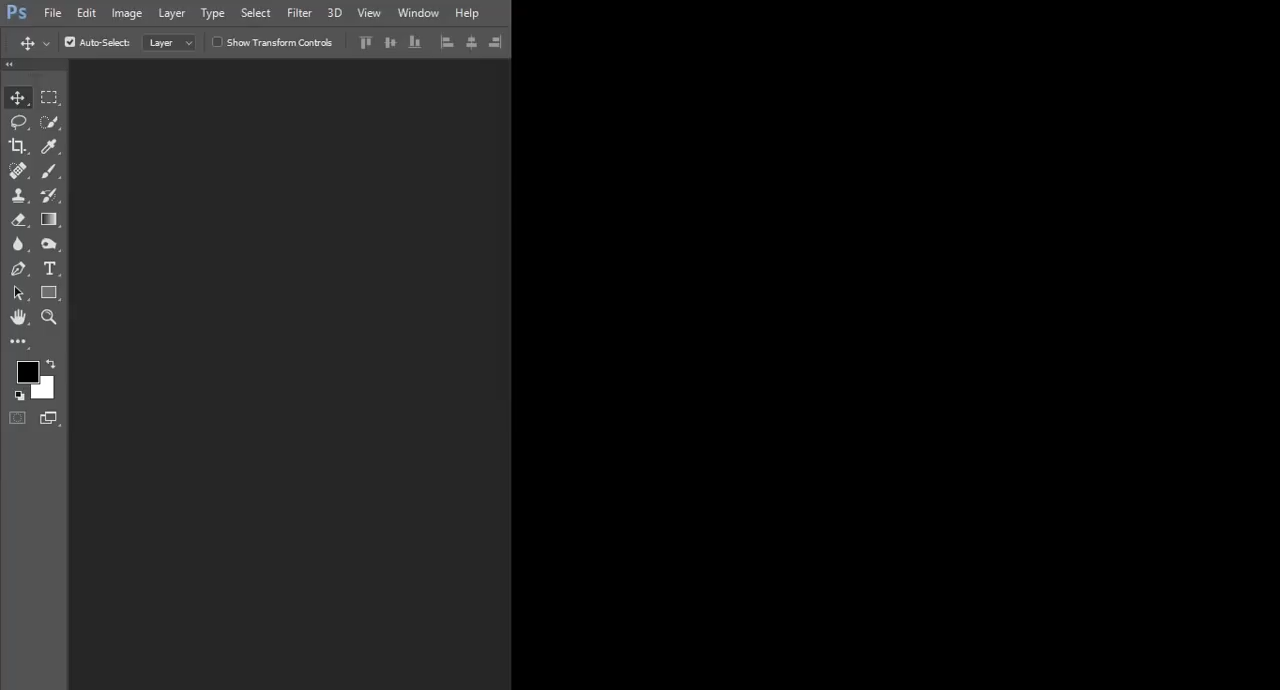 Ps File Edit Image Layer Type Select Filter 3D View Window Help
Auto-Select: Layer Show Transform Controls
T